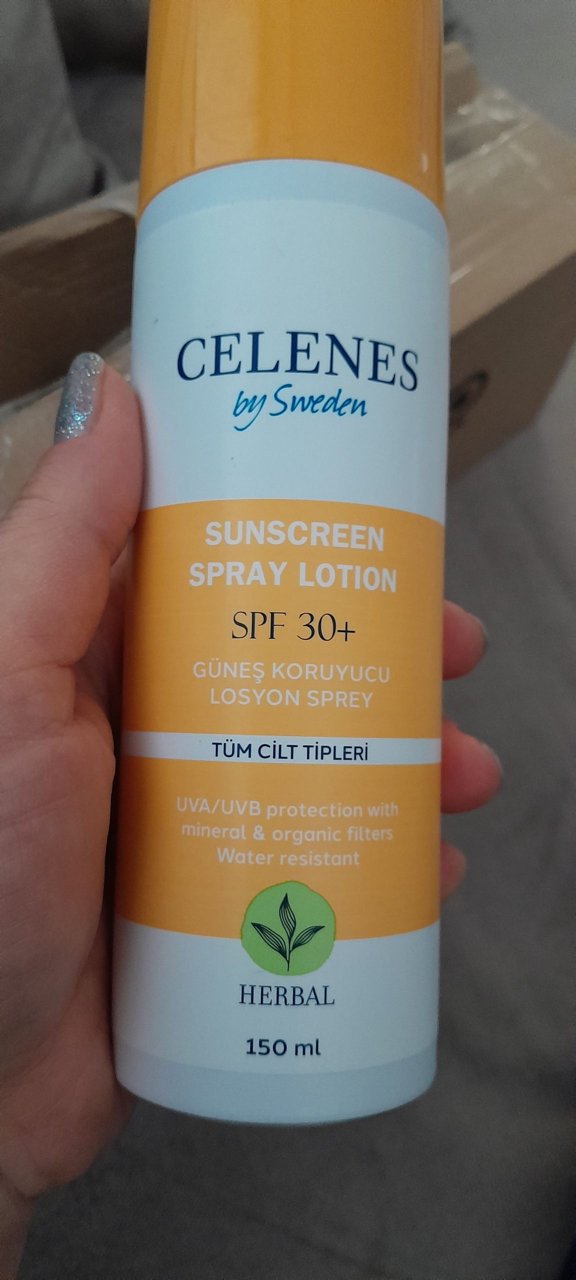 CELENES
by Sweden
SUNSCREEN
SPRAY LOTION
SPF 30+
GÜNEŞ KORUYUCU
LOSYON SPREY
TÜM CİLT TİPLERİ
UVA/UVB protection with
mineral & organic filters
Water resistant
HERBAL
150 ml